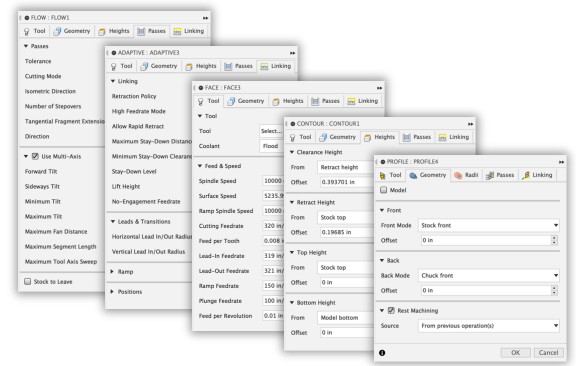 FLOW : FLOW1
Tool Geometry Heights Passes Linking
Passes
Tolerance
Cutting Mode
Isometric Direction
Number of Stepovers
Tangential Fragment Extensio
Direction
Use Multi-Axis
Forward Tilt
Sideways Tilt
Minimum Tilt
Maximum Tilt
Maximum Fan Distance
Maximum Segment Length
Maximum Tool Axis Sweep
Stock to Leave
ADAPTIVE : ADAPTIVE3
Tool Geometry Heights Passes Linking
Linking
Retraction Policy
High Feedrate Mode
Allow Rapid Retract
Maximum Stay-Down Distanc
Minimum Stay-Down Clearanc
Stay-Down Level
Lift Height
No-Engagement Feedrate
Leads & Transitions
Horizontal Lead In/Out Radius
Vertical Lead In/Out Radius
Ramp
Positions
FACE : FACE3
Tool Geometry Heights Passes Linking
Tool
Tool Select...
Coolant Flood
Feed & Speed
Spindle Speed 10000
Surface Speed 5235.9
Ramp Spindle Speed 10000
Cutting Feedrate 320 in/
Feed per Tooth 0.008 i
Lead-In Feedrate 319 in/
Lead-Out Feedrate 321 in/
Ramp Feedrate 150 in/
Plunge Feedrate 100 in/
Feed per Revolution 0.01 in
CONTOUR : CONTOUR1
Tool Geometry Heights Passes Linking
Clearance Height
From Retract height
Offset 0.393701 in
Retract Height
From Stock top
Offset 0.19685 in
Top Height
From Stock top
Offset 0 in
Bottom Height
From Model bottom
Offset 0 in
PROFILE : PROFILE4
Tool Geometry Radii Passes Linking
Model
Front
Front Mode Stock front
Offset 0 in
Back
Back Mode Chuck front
Offset 0 in
Rest Machining
Source From previous operation(s)
OK Cancel